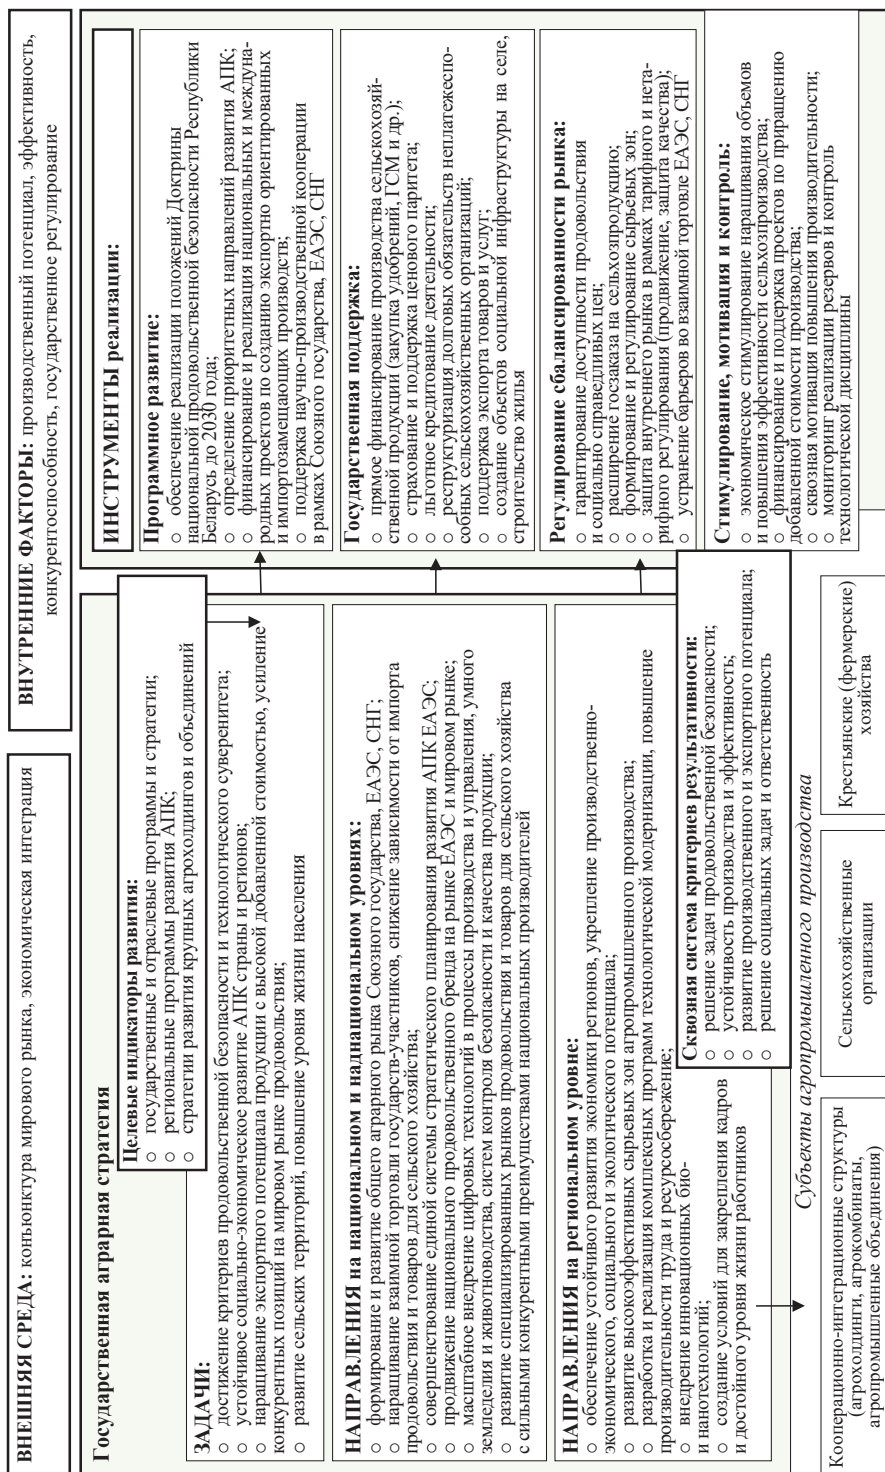 ВНЕШНЯЯ СРЕДА: конъюнктура мирового рынка, экономическая интеграция
ВНУТРЕННИЕ ФАКТОРЫ: производственный потенциал, эффективность,
конкурентоспособность, государственное регулирование
Государственная аграрная стратегия
Целевые индикаторы развития:
○ государственные и отраслевые программы и стратегии;
○ региональные программы развития АПК;
○ стратегии развития крупных агрохолдингов и объединений
ЗАДАЧИ:
○ достижение критериев продовольственной безопасности и технологического суверенитета;
○ устойчивое социально-экономическое развитие АПК страны и регионов;
○ наращивание экспортного потенциала продукции с высокой добавленной стоимостью, усиление
конкурентных позиций на мировом рынке продовольствия;
○ развитие сельских территорий, повышение уровня жизни населения
НАПРАВЛЕНИЯ на национальном и наднациональном уровнях:
○ формирование и развитие общего аграрного рынка Союзного государства, ЕАЭС, СНГ;
○ наращивание взаимной торговли государств-участников, снижение зависимости от импорта
продовольствия и товаров для сельского хозяйства;
○ совершенствование единой системы стратегического планирования развития АПК ЕАЭС;
○ продвижение национального продовольственного бренда на рынке ЕАЭС и мировом рынке;
○ масштабное внедрение цифровых технологий в процессы производства и управления, умного
земледелия и животноводства, систем контроля безопасности и качества продукции;
○ развитие специализированных рынков продовольствия и товаров для сельского хозяйства
с сильными конкурентными преимуществами национальных производителей
НАПРАВЛЕНИЯ на региональном уровне:
○ обеспечение устойчивого развития экономики регионов, укрепление производственно-
экономического, социального и экологического потенциала;
○ развитие высокоэффективных сырьевых зон агропромышленного производства;
○ разработка и реализация комплексных программ технологической модернизации, повышение
производительности труда и ресурсосбережение;
○ внедрение инновационных био-
и нанотехнологий;
○ создание условий для закрепления кадров
и достойного уровня жизни работников
Сквозная система критериев результативности:
○ решение задач продовольственной безопасности;
○ устойчивость производства и эффективность;
○ развитие производственного и экспортного потенциала;
○ решение социальных задач и ответственность
ИНСТРУМЕНТЫ реализации:
Программное развитие:
○ обеспечение реализации положений Доктрины
национальной продовольственной безопасности Республики
Беларусь до 2030 года;
○ определение приоритетных направлений развития АПК;
○ финансирование и реализация национальных и междуна-
родных проектов по созданию экспортно ориентированных
и импортозамещающих производств;
○ поддержка научно-производственной кооперации
в рамках Союзного государства, ЕАЭС, СНГ
Государственная поддержка:
○ прямое финансирование производства сельскохозяй-
ственной продукции (закупка удобрений, ГСМ и др.);
○ страхование и поддержка ценового паритета;
○ льготное кредитование деятельности;
○ реструктуризация долговых обязательств неплатежеспо-
собных сельскохозяйственных организаций;
○ поддержка экспорта товаров и услуг;
○ создание объектов социальной инфраструктуры на селе,
строительство жилья
Регулирование сбалансированности рынка:
○ гарантирование доступности продовольствия
и социально справедливых цен;
○ расширение госзаказа на сельхозпродукцию;
○ формирование и регулирование сырьевых зон;
○ защита внутреннего рынка в рамках тарифного и нета-
рифного регулирования (продвижение, защита качества);
○ устранение барьеров во взаимной торговле ЕАЭС, СНГ
Стимулирование, мотивация и контроль:
○ экономическое стимулирование наращивания объемов
и повышения эффективности сельхозпроизводства;
○ финансирование и поддержка проектов по приращению
добавленной стоимости производства;
○ сквозная мотивация повышения производительности;
○ мониторинг реализации резервов и контроль
технологической дисциплины
Субъекты агропромышленного производства
Кооперационно-интеграционные структуры
(агрохолдинги, агрокомбинаты,
агропромышленные объединения)
Сельскохозяйственные
организации
Крестьянские (фермерские)
хозяйства